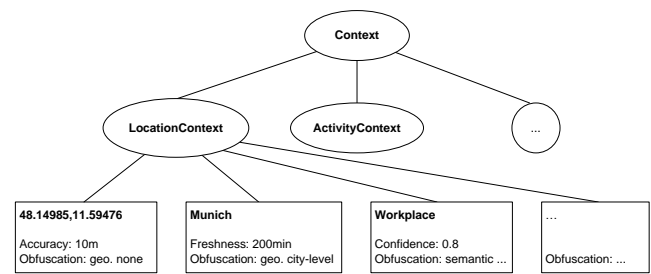 Context
LocationContext
ActivityContext
...
48.14985,11.59476
Accuracy: 10m
Obfuscation: geo. none
Munich
Freshness: 200min
Obfuscation: geo. city-level
Workplace
Confidence: 0.8
Obfuscation: semantic ...
...
Obfuscation: ...